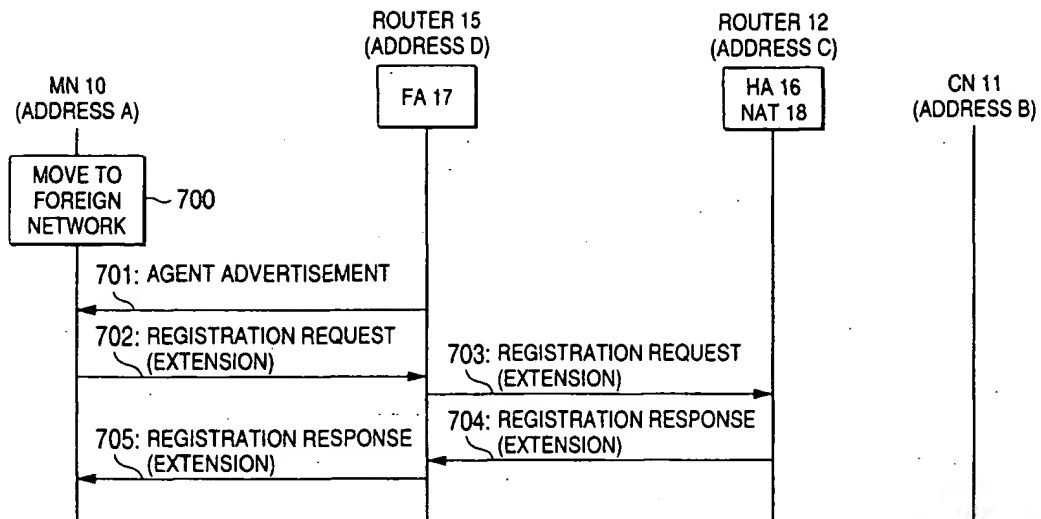 ROUTER 15
(ADDRESS D)
ROUTER 12
(ADDRESS C)
MN 10
(ADDRESS A)
FA 17
HA 16
NAT 18
CN 11
(ADDRESS B)
MOVE TO
FOREIGN
NETWORK
700
701: AGENT ADVERTISEMENT
702: REGISTRATION REQUEST
(EXTENSION)
703: REGISTRATION REQUEST
(EXTENSION)
704: REGISTRATION RESPONSE
(EXTENSION)
705: REGISTRATION RESPONSE
(EXTENSION)